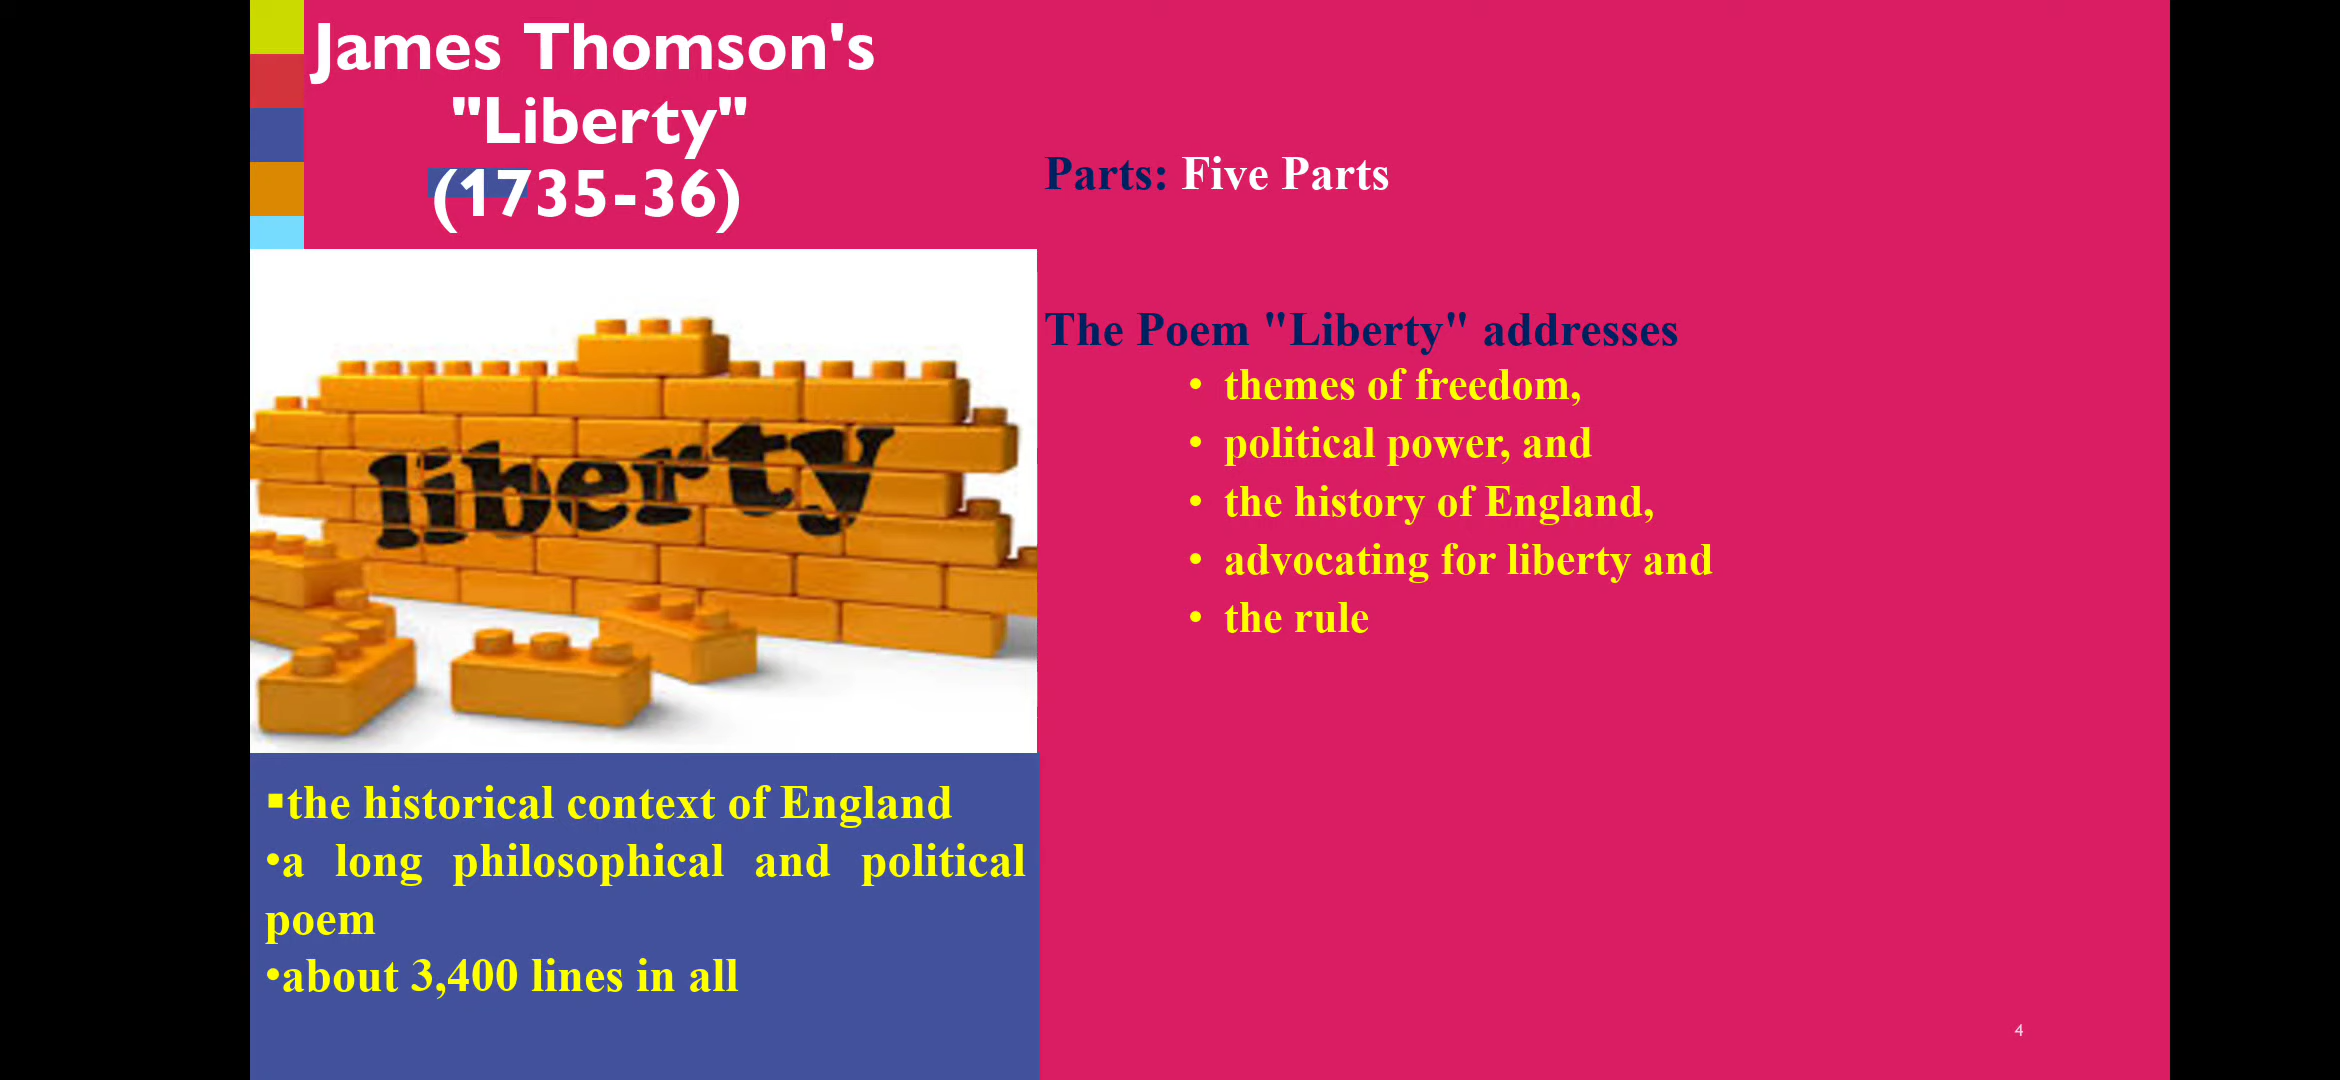 James Thomson's
"Liberty"
(1735-36)
Parts: Five Parts
The Poem "Liberty" addresses
• themes of freedom,
• political power, and
• the history of England,
• advocating for liberty and
• the rule
liberty
▪the historical context of England
•a long philosophical and political
poem
•about 3,400 lines in all
4